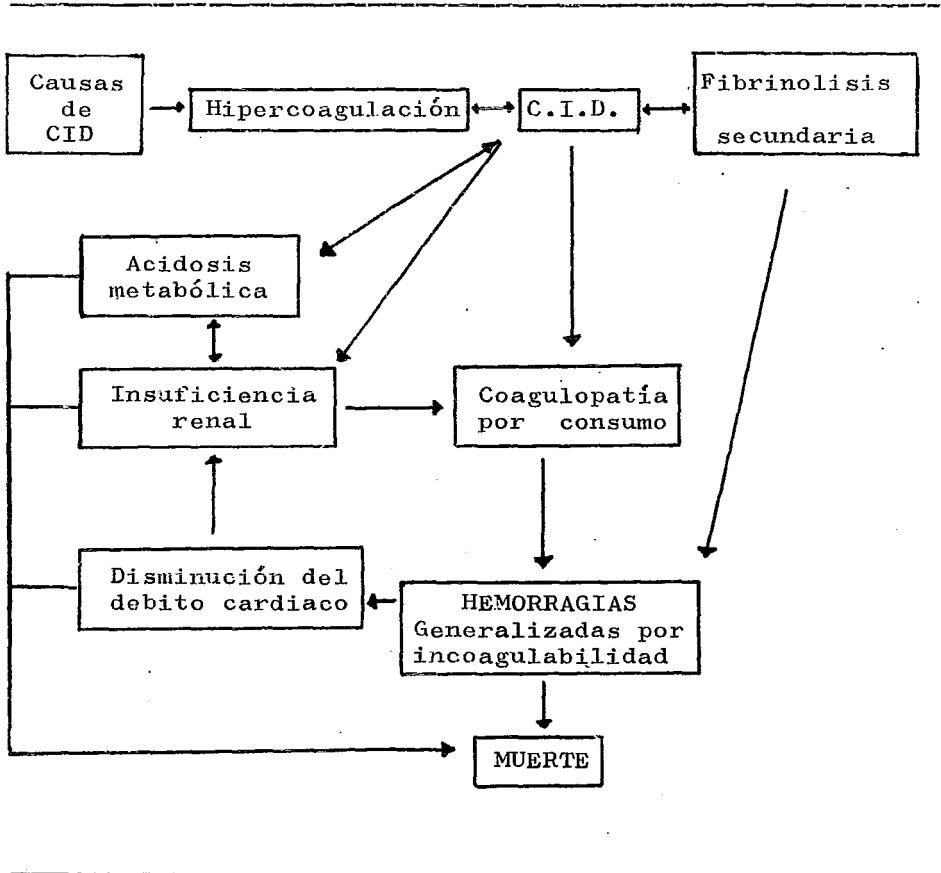 Causas
de
CID
Hipercoagulación
C.I.D.
Fibrinolisis
secundaria
Acidosis
metabólica
Insuficiencia
renal
Coagulopatía
por consumo
Disminución del
debito cardiaco
HEMORRAGIAS
Generalizadas por
incoagulabilidad
MUERTE